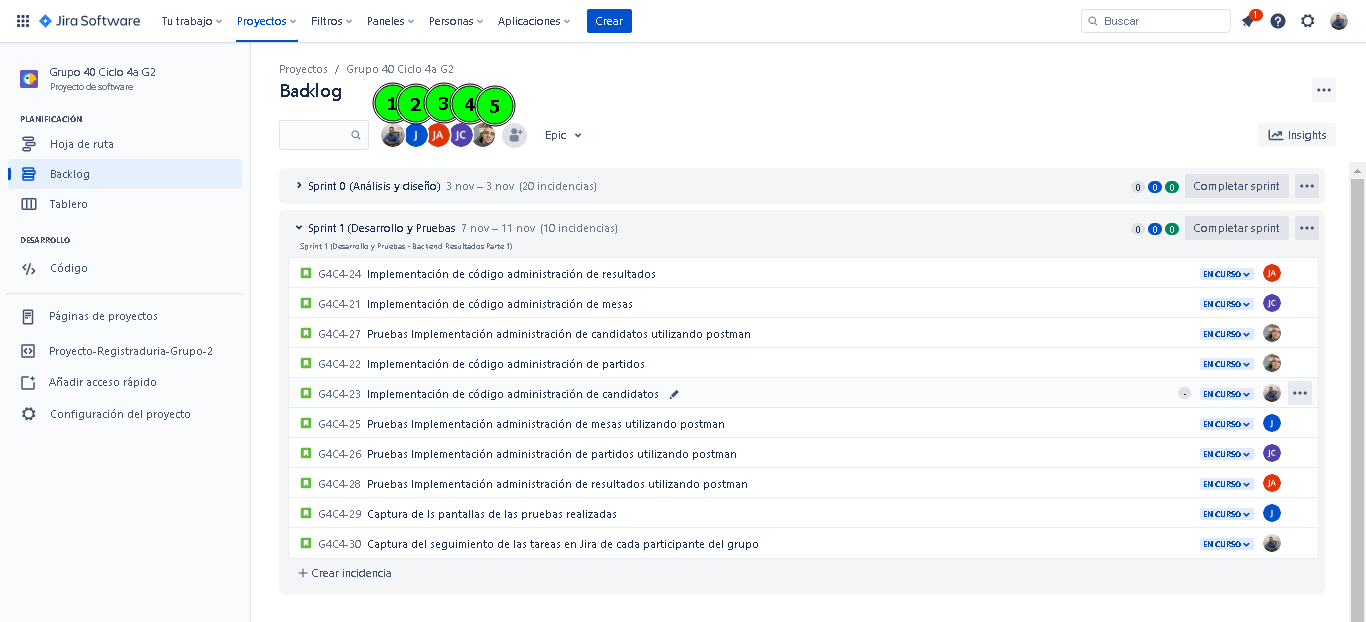 Jira Software Tu trabajo Proyectos Filtros Paneles Personas Aplicaciones Crear Buscar 1
Grupo 40 Ciclo 4a G2
Proyecto de software
PLANIFICACIÓN
Hoja de ruta
Backlog
Tablero
DESARROLLO
Código
Páginas de proyectos
Proyecto-Registraduria-Grupo-2
Añadir acceso rápido
Configuración del proyecto
Proyectos / Grupo 40 Ciclo 4a G2
Backlog
1 2 3 4 5
J JA JC Epic
Insights
Sprint 0 (Análisis y diseño) 3 nov – 3 nov (20 incidencias) 0 0 0 Completar sprint
Sprint 1 (Desarrollo y Pruebas 7 nov – 11 nov (10 incidencias) 0 0 0 Completar sprint
Sprint 1 (Desarrollo y Pruebas - Backend Resultados Parte 1)
G4C4-24 Implementación de código administración de resultados EN CURSO JA
G4C4-21 Implementación de código administración de mesas EN CURSO JC
G4C4-27 Pruebas Implementación administración de candidatos utilizando postman EN CURSO
G4C4-22 Implementación de código administración de partidos EN CURSO
G4C4-23 Implementación de código administración de candidatos - EN CURSO
G4C4-25 Pruebas Implementación administración de mesas utilizando postman EN CURSO J
G4C4-26 Pruebas Implementación administración de partidos utilizando postman EN CURSO JC
G4C4-28 Pruebas Implementación administración de resultados utilizando postman EN CURSO JA
G4C4-29 Captura de ls pantallas de las pruebas realizadas EN CURSO J
G4C4-30 Captura del seguimiento de las tareas en Jira de cada participante del grupo EN CURSO
+ Crear incidencia